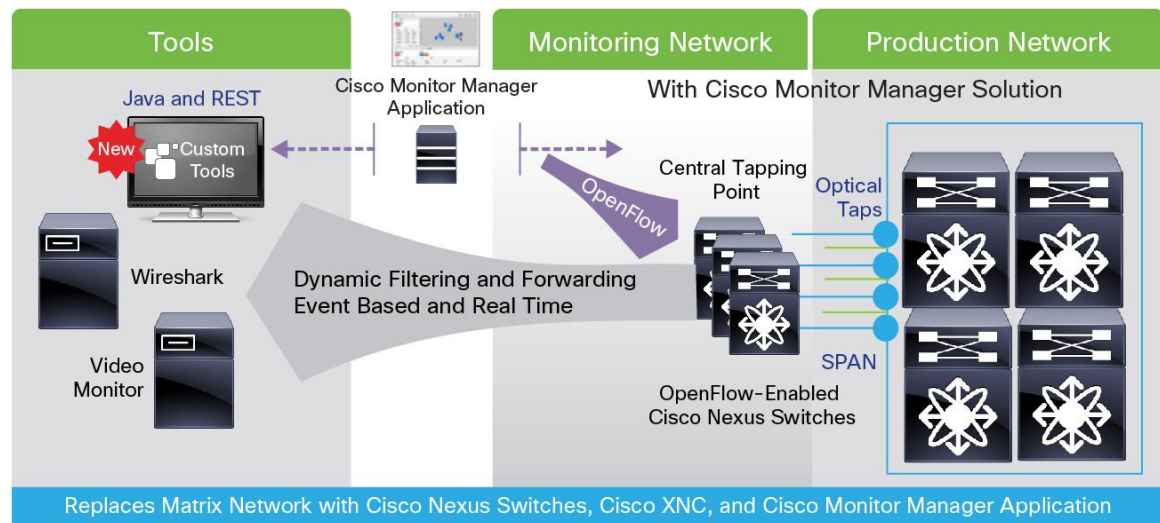 Tools
Monitoring Network
Production Network
Cisco Monitor Manager
Application
With Cisco Monitor Manager Solution
Java and REST
New
Custom
Tools
OpenFlow
Central Tapping
Point
Optical
Taps
Wireshark
Dynamic Filtering and Forwarding
Event Based and Real Time
Video
Monitor
SPAN
OpenFlow-Enabled
Cisco Nexus Switches
Replaces Matrix Network with Cisco Nexus Switches, Cisco XNC, and Cisco Monitor Manager Application